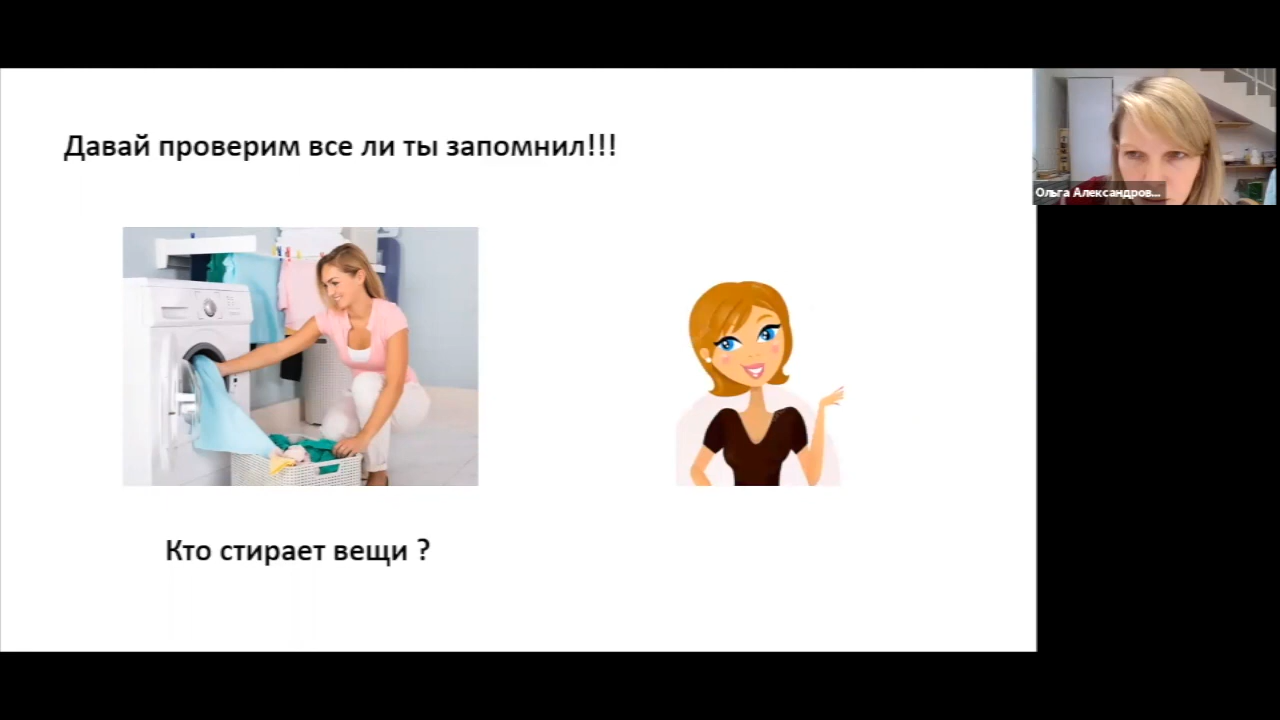 Давай проверим все ли ты запомнил!!!
Ольга Александров...
Кто стирает вещи ?